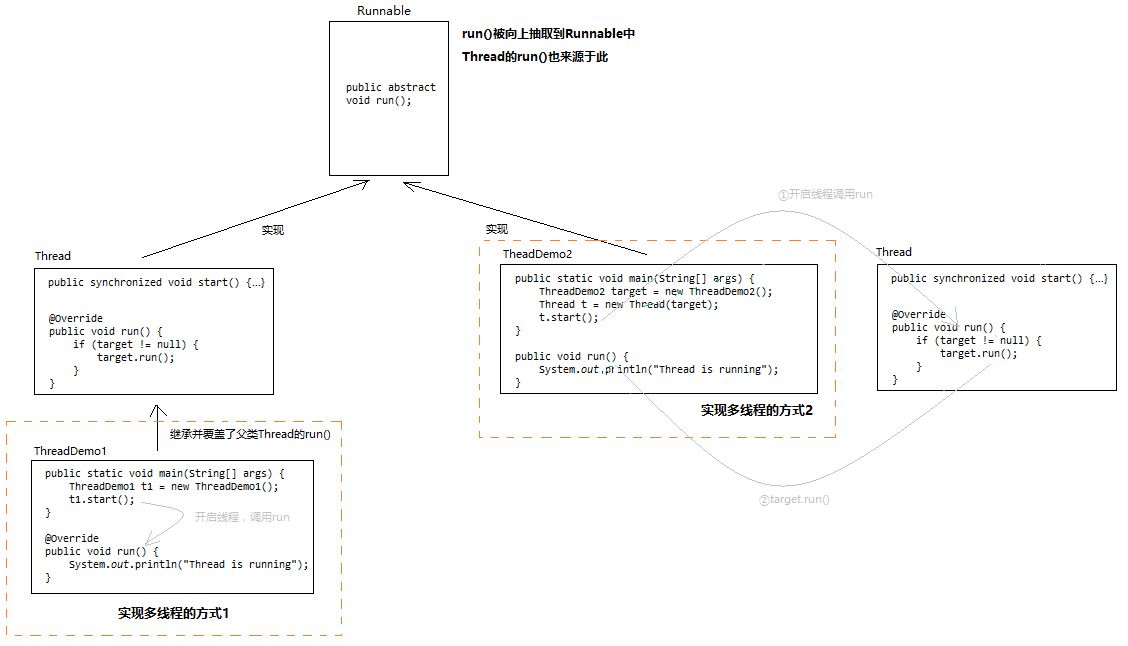 Runnable
run()被向上抽取到Runnable中
Thread的run()也来源于此
public abstract
void run();
①开启线程调用run
实现
实现
Thread
public synchronized void start() {…}
@Override
public void run() {
if (target != null) {
target.run();
}
}
TheadDemo2
public static void main(String[] args) {
ThreadDemo2 target = new ThreadDemo2();
Thread t = new Thread(target);
t.start();
}
public void run() {
System.out.println("Thread is running");
}
实现多线程的方式2
Thread
public synchronized void start() {…}
@Override
public void run() {
if (target != null) {
target.run();
}
}
②target.run()
继承并覆盖了父类Thread的run()
ThreadDemo1
public static void main(String[] args) {
ThreadDemo1 t1 = new ThreadDemo1();
t1.start();
}
开启线程，调用run
@Override
public void run() {
System.out.println("Thread is running");
}
实现多线程的方式1